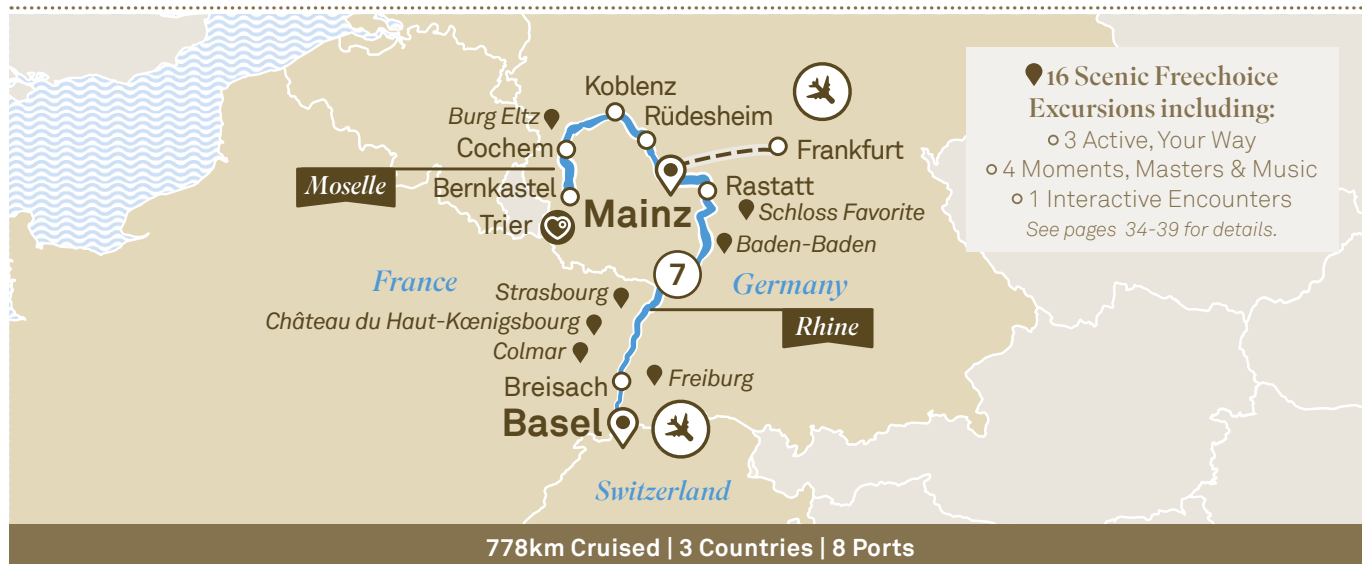 16 Scenic Freechoice
Excursions including:
3 Active, Your Way
4 Moments, Masters & Music
1 Interactive Encounters
See pages 34-39 for details.
Koblenz
Burg Eltz
Rüdesheim
Cochem
Frankfurt
Moselle
Bernkastel
Rastatt
Mainz
Schloss Favorite
Trier
Baden-Baden
7
France
Germany
Strasbourg
Château du Haut-Kœnigsbourg
Rhine
Colmar
Freiburg
Breisach
Basel
Switzerland
778km Cruised | 3 Countries | 8 Ports